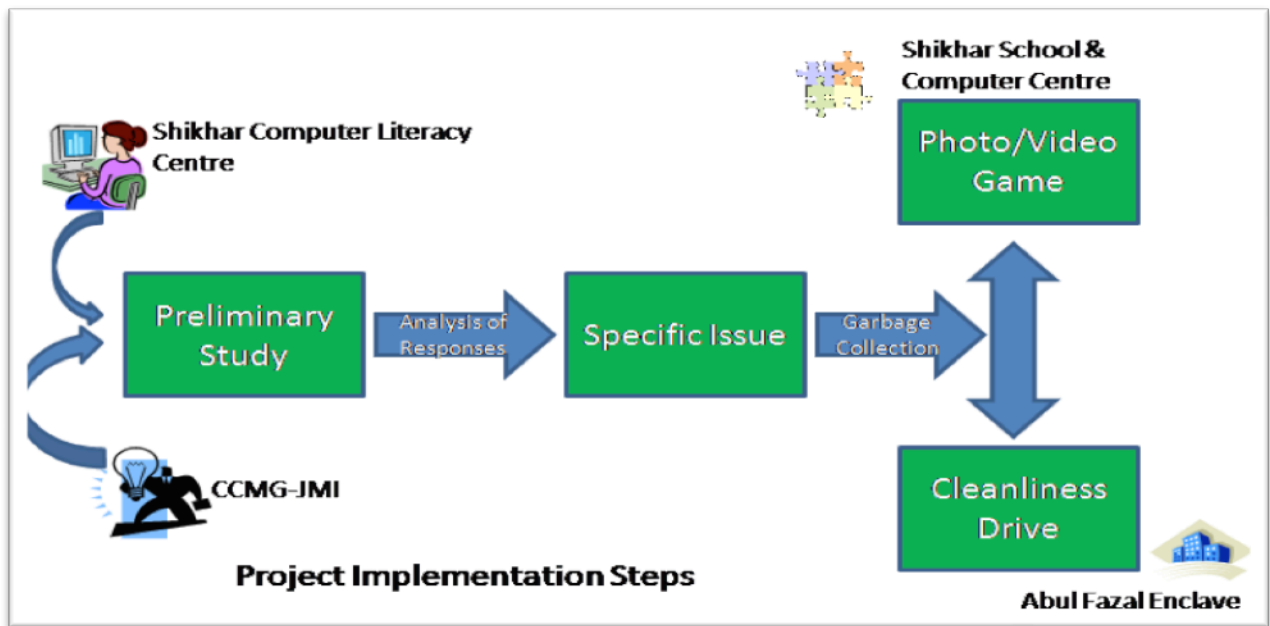 Shikhar Computer Literacy
Centre
Preliminary
Study
CCMG-JMI
Analysis of
Responses
Specific Issue
Garbage
Collection
Shikhar School &
Computer Centre
Photo/Video
Game
Cleanliness
Drive
Abul Fazal Enclave
Project Implementation Steps